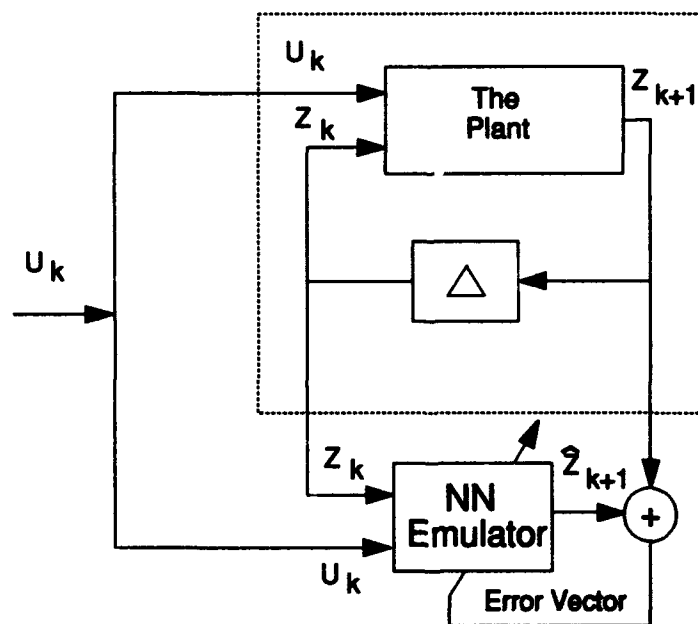 U k
The
Plant
Z k+1
Z k
△
U k
Z k
NN
Emulator
Ẑ k+1
+
U k
Error Vector